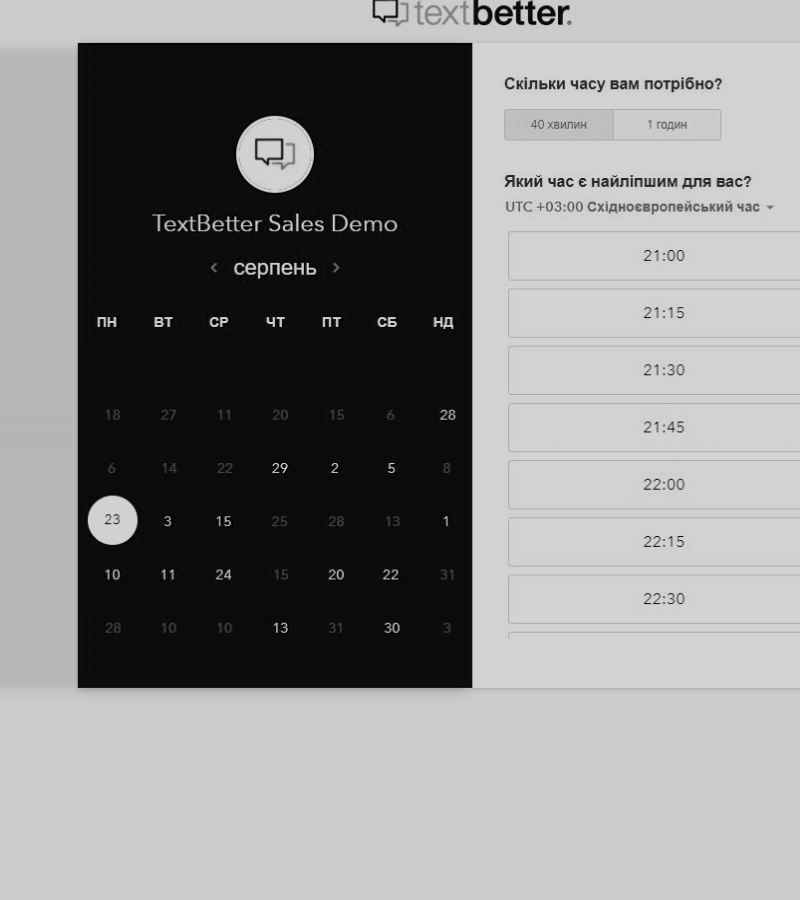 textbetter.
TextBetter Sales Demo
серпень
ПН ВТ СР ЧТ ПТ СБ НД
18 27 11 20 15 6 28
6 14 22 29 2 5 8
23 3 15 25 28 13 1
10 11 24 15 20 22 31
28 10 10 13 31 30 3
Скільки часу вам потрібно?
40 хвилин 1 годин
Який час є найліпшим для вас?
UTC +03:00 Східноєвропейський час
21:00
21:15
21:30
21:45
22:00
22:15
22:30